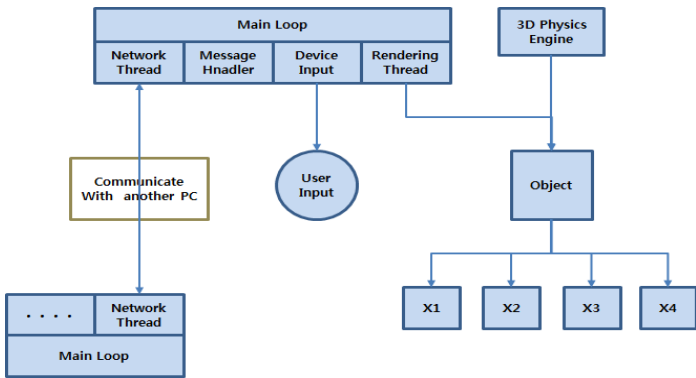 Main Loop
3D Physics
Engine
Network
Thread
Message
Hnadler
Device
Input
Rendering
Thread
Communicate
With another PC
User
Input
Object
. . . .
Network
Thread
Main Loop
X1
X2
X3
X4